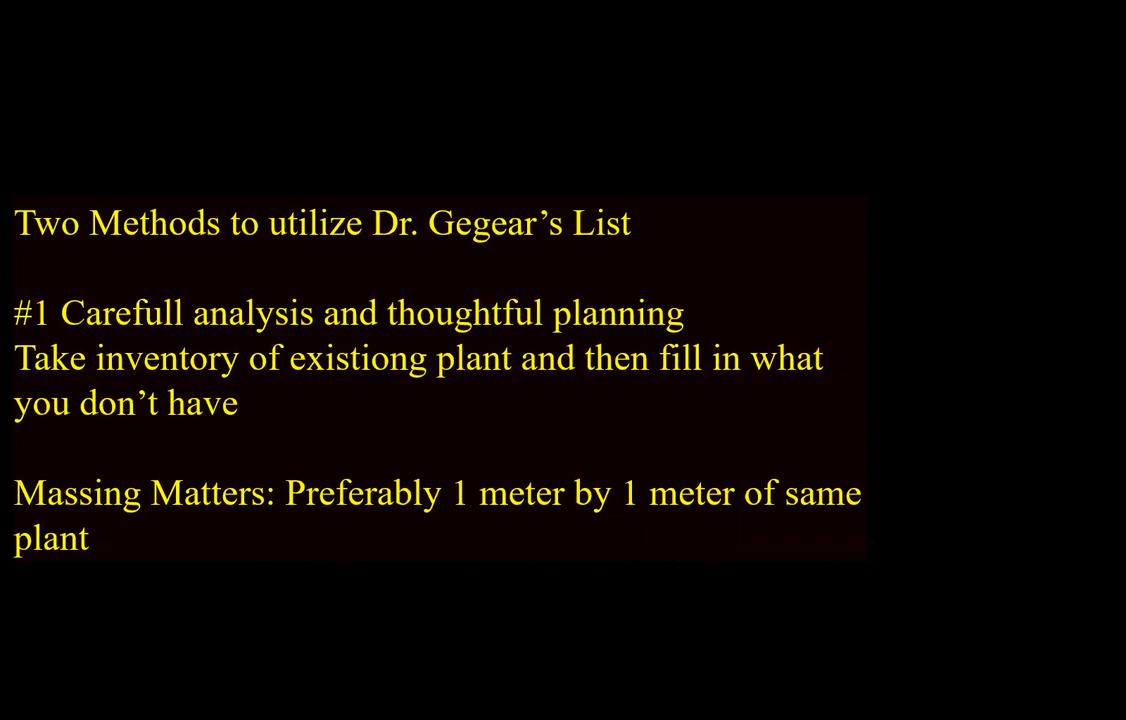 Two Methods to utilize Dr. Gegear’s List
#1 Carefull analysis and thoughtful planning
Take inventory of existiong plant and then fill in what
you don’t have
Massing Matters: Preferably 1 meter by 1 meter of same
plant